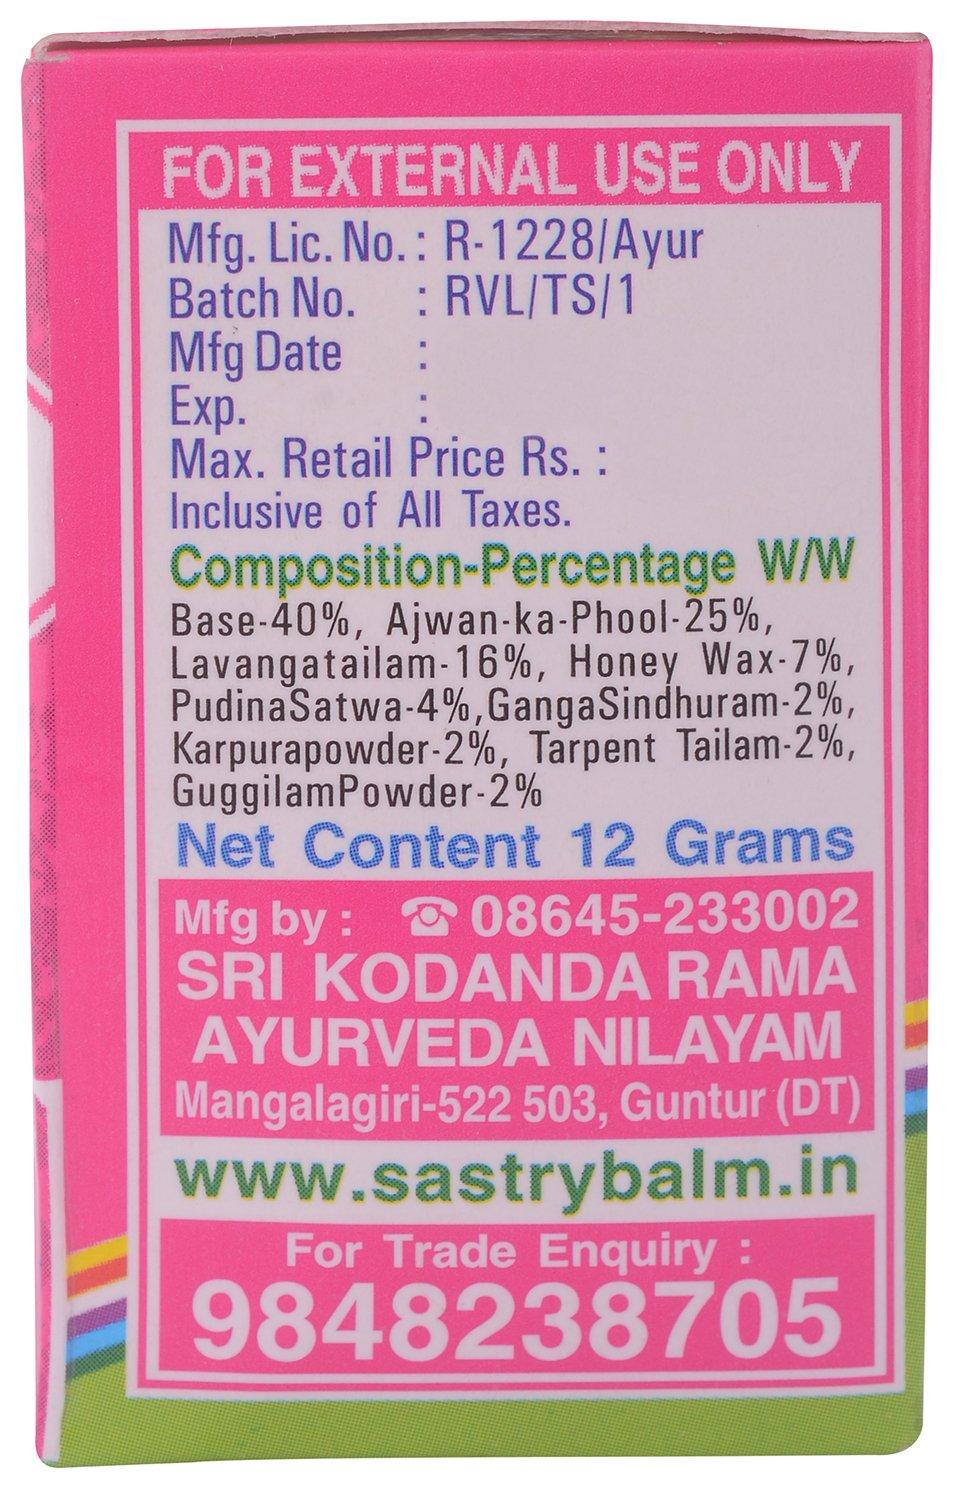 FOR EXTERNAL USE ONLY
Mfg. Lic. No. : R-1228/Ayur
Batch No. : RVL/TS/1
Mfg Date :
Exp. :
Max. Retail Price Rs. :
Inclusive of All Taxes.
Composition-Percentage W/W
Base-40%, Ajwan-ka-Phool-25%,
Lavangatailam-16%, Honey Wax-7%,
PudinaSatwa-4%,GangaSindhuram-2%,
Karpurapowder-2%, Tarpent Tailam-2%,
GuggilamPowder-2%
Net Content 12 Grams
Mfg by : ☎ 08645-233002
SRI KODANDA RAMA
AYURVEDA NILAYAM
Mangalagiri-522 503, Guntur (DT)
www.sastrybalm.in
For Trade Enquiry :
9848238705